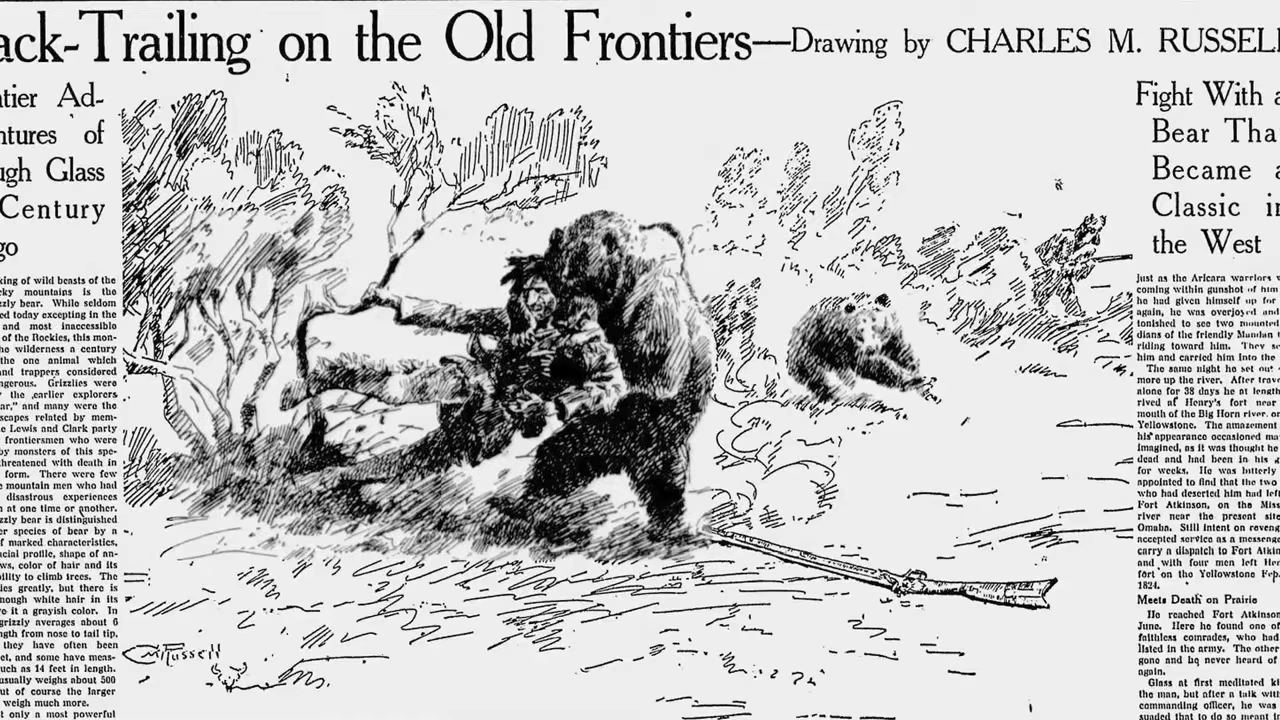 ack-Trailing on the Old Frontiers—Drawing by CHARLES M. RUSSELL
ntier Ad-
ntures of
ugh Glass
Century
go
king of wild beasts of the
cky mountains is the
zzly bear. While seldom
ed today excepting in the
and most inaccessible
of the Rockies, this mon-
he wilderness a century
the one animal which
and trappers considered
ngerous. Grizzlies were
the earlier explorers
ar," and many were the
scapes related by mem-
e Lewis and Clark party
frontiersmen who were
by monsters of this spe-
threatened with death in
form. There were few
e mountain men who had
disastrous experiences
n at one time or another.
zzly bear is distinguished
er species of bear by a
f marked characteristics,
acial profile, shape of an-
ws, color of hair and its
bility to climb trees. The
ies greatly, but there is
nough white hair in its
ve it a grayish color. In
grizzly averages about 6
ngth from nose to tail tip,
they have often been
et, and some have meas-
uch as 14 feet in length.
usually weighs about 500
ut of course the larger
weigh much more.
t only a most powerful
CM Russell
Fight With a
Bear Tha
Became a
Classic in
the West
Just as the Aricara warriors
coming within gunshot of him
he had given himself up for
again, he was overjoyed and
tonished to see two mounted
dians of the friendly Mandan
riding toward him. They
him and carried him into the
The same night he set out
more up the river. After trav
alone for 38 days he at length
rived at Henry's fort near
mouth of the Big Horn river, on
Yellowstone. The amazement
his appearance occasioned ma
imagined, as it was thought he
dead and had been in his
for weeks. He was bitterly
appointed to find that the two
who had deserted him had left
Fort Atkinson, on the Miss
river near the present site
Omaha. Still intent on reveng
accepted service as a messenge
carry a dispatch to Fort Atkin
and with four men left Hen
fort on the Yellowstone Feb.
1824.
Meets Death on Prairie
He reached Fort Atkinson
June. Here he found one of
faithless comrades, who had
listed in the army. The other
gone and he never heard of
again.
Glass at first meditated ki
the man, but after a talk with
commanding officer, he was
suaded that to do so meant